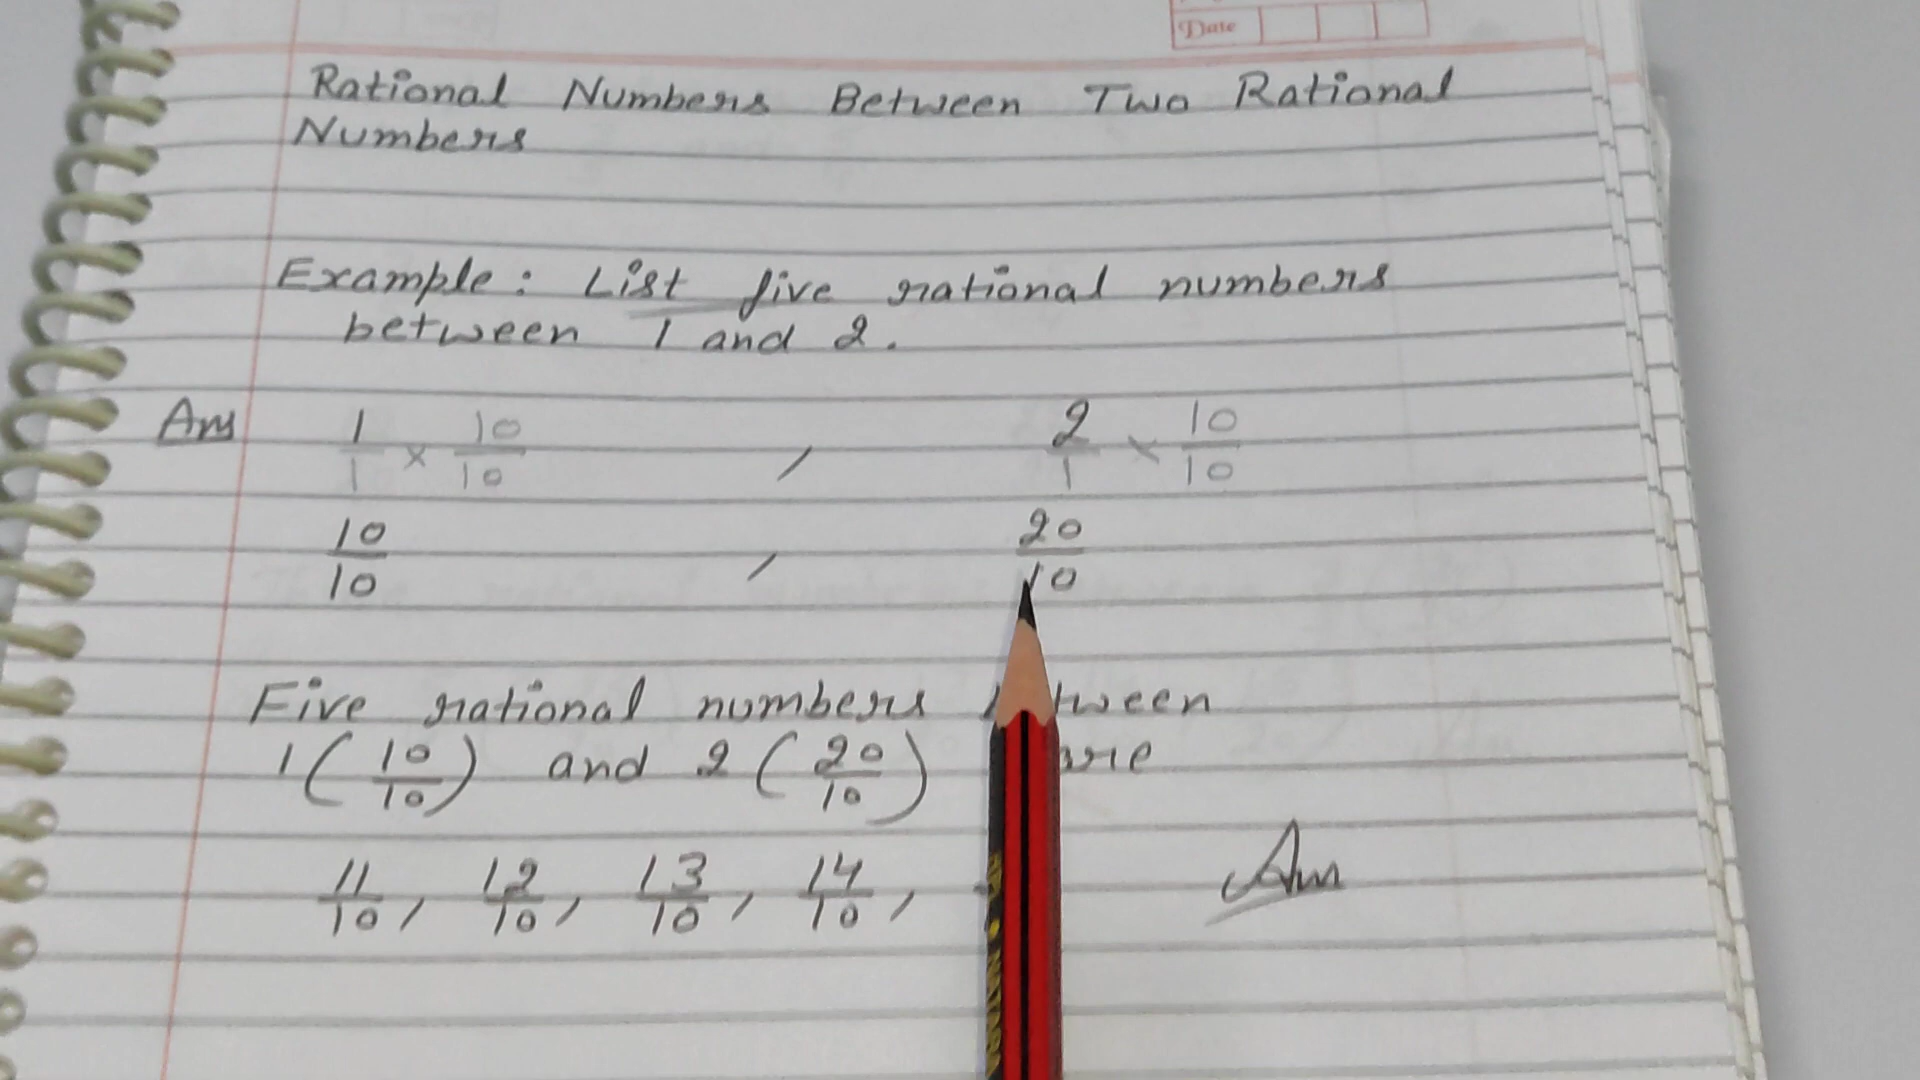 Date
Rational Numbers Between Two Rational
Numbers
Example: List five rational numbers
between 1 and 2.
Ans 1/1 × 10/10 , 2/1 × 10/10
10/10 , 20/10
Five rational numbers
1 (10/10) and 2 (20/10)
11/10, 12/10, 13/10, 14/10, Ans